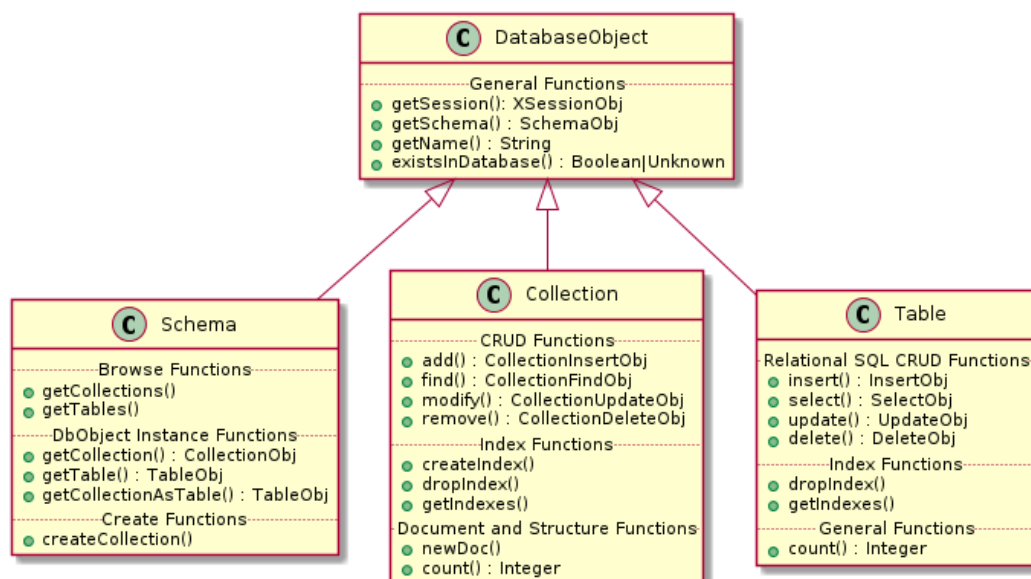 C DatabaseObject
General Functions
getSession(): XSessionObj
getSchema() : SchemaObj
getName() : String
existsInDatabase() : Boolean|Unknown
C Schema
Browse Functions
getCollections()
getTables()
DbObject Instance Functions
getCollection() : CollectionObj
getTable() : TableObj
getCollectionAsTable() : TableObj
Create Functions
createCollection()
C Collection
CRUD Functions
add() : CollectionInsertObj
find() : CollectionFindObj
modify() : CollectionUpdateObj
remove() : CollectionDeleteObj
Index Functions
createIndex()
dropIndex()
getIndexes()
Document and Structure Functions
newDoc()
count() : Integer
C Table
Relational SQL CRUD Functions
insert() : InsertObj
select() : SelectObj
update() : UpdateObj
delete() : DeleteObj
Index Functions
dropIndex()
getIndexes()
General Functions
count() : Integer